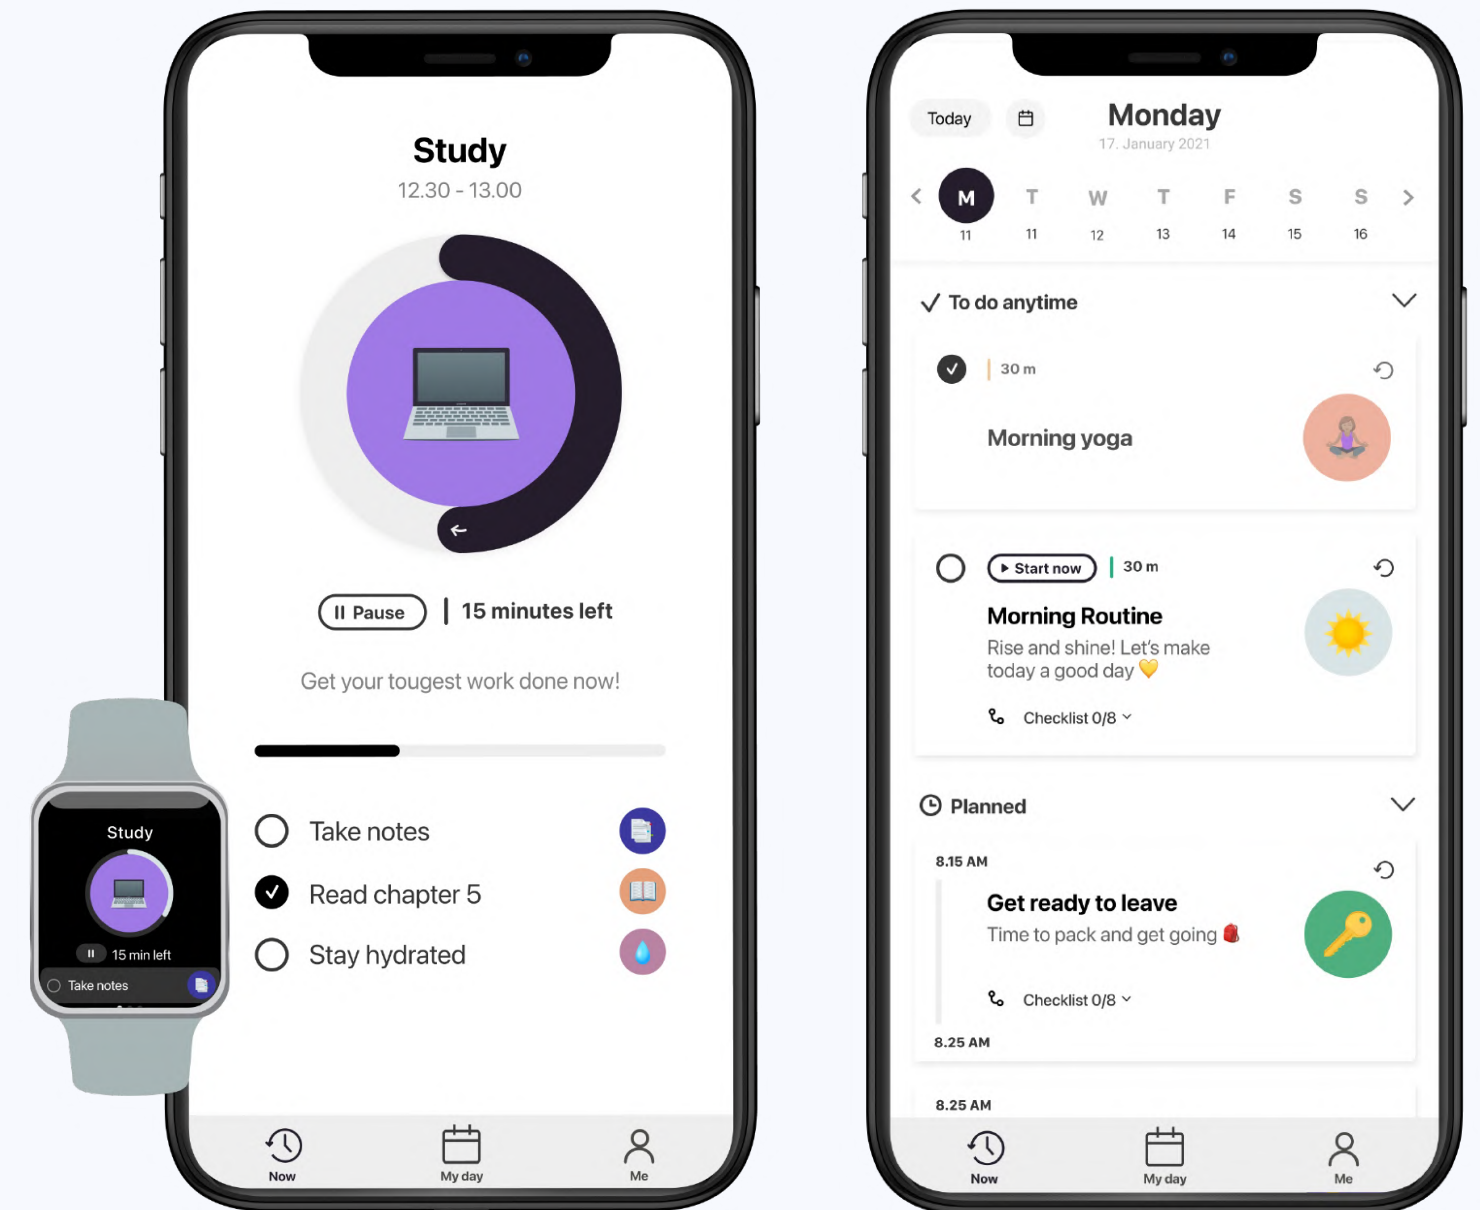 Study
12.30 - 13.00
Pause
15 minutes left
Get your tougest work done now!
Take notes
Read chapter 5
Stay hydrated
Now
My day
Me
Study
15 min left
Take notes
Today
Monday
17. January 2021
M T W T F S S
11 11 12 13 14 15 16
To do anytime
30 m
Morning yoga
Start now
30 m
Morning Routine
Rise and shine! Let's make
today a good day 💛
Checklist 0/8
Planned
8.15 AM
Get ready to leave
Time to pack and get going 🎒
Checklist 0/8
8.25 AM
8.25 AM
Now
My day
Me